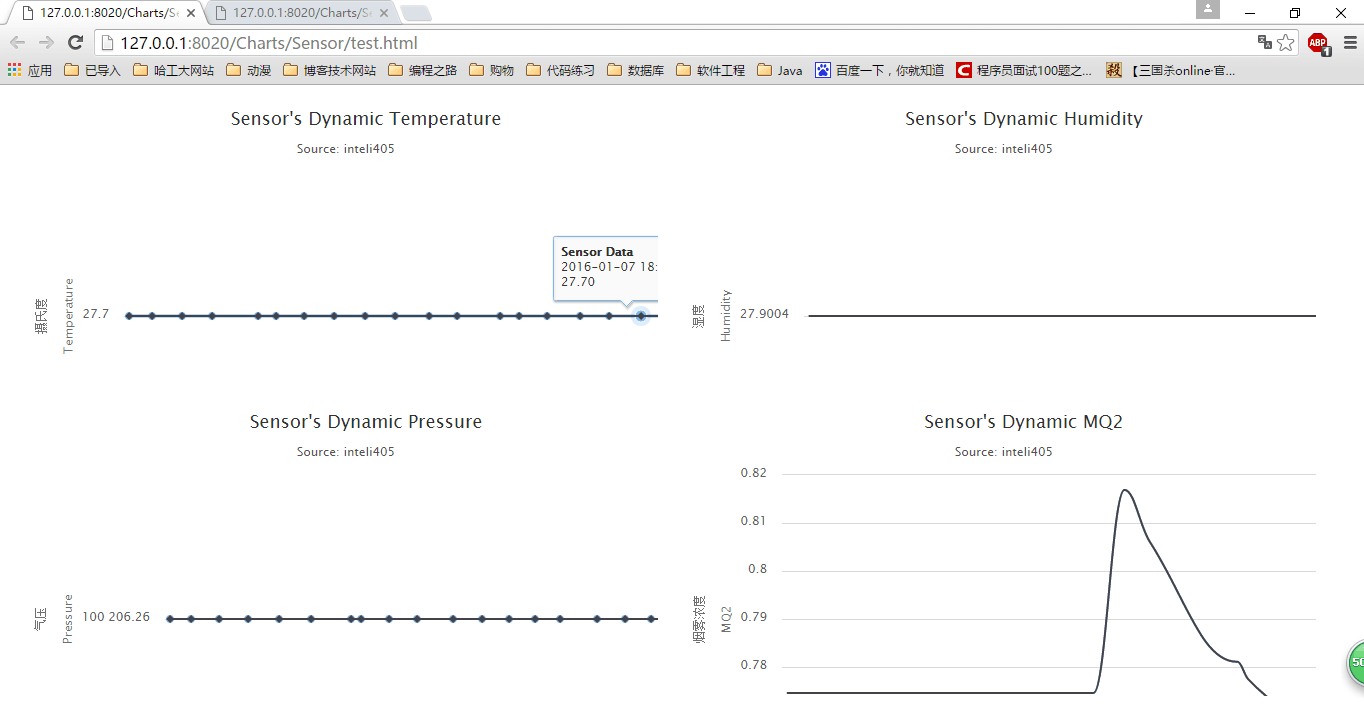 127.0.0.1:8020/Charts/Se
127.0.0.1:8020/Charts/Se
127.0.0.1:8020/Charts/Sensor/test.html
ABP
1
应用 已导入 哈工大网站 动漫 博客技术网站 编程之路 购物 代码练习 数据库 软件工程 Java 百度一下，你就知道 C 程序员面试100题之... 殺 【三国杀online·官...
Sensor's Dynamic Temperature
Source: inteli405
摄氏度
Temperature
27.7
Sensor Data
2016-01-07 18:
27.70
Sensor's Dynamic Humidity
Source: inteli405
湿度
Humidity
27.9004
Sensor's Dynamic Pressure
Source: inteli405
气压
Pressure
100 206.26
Sensor's Dynamic MQ2
Source: inteli405
烟雾浓度
MQ2
0.82
0.81
0.8
0.79
0.78
50